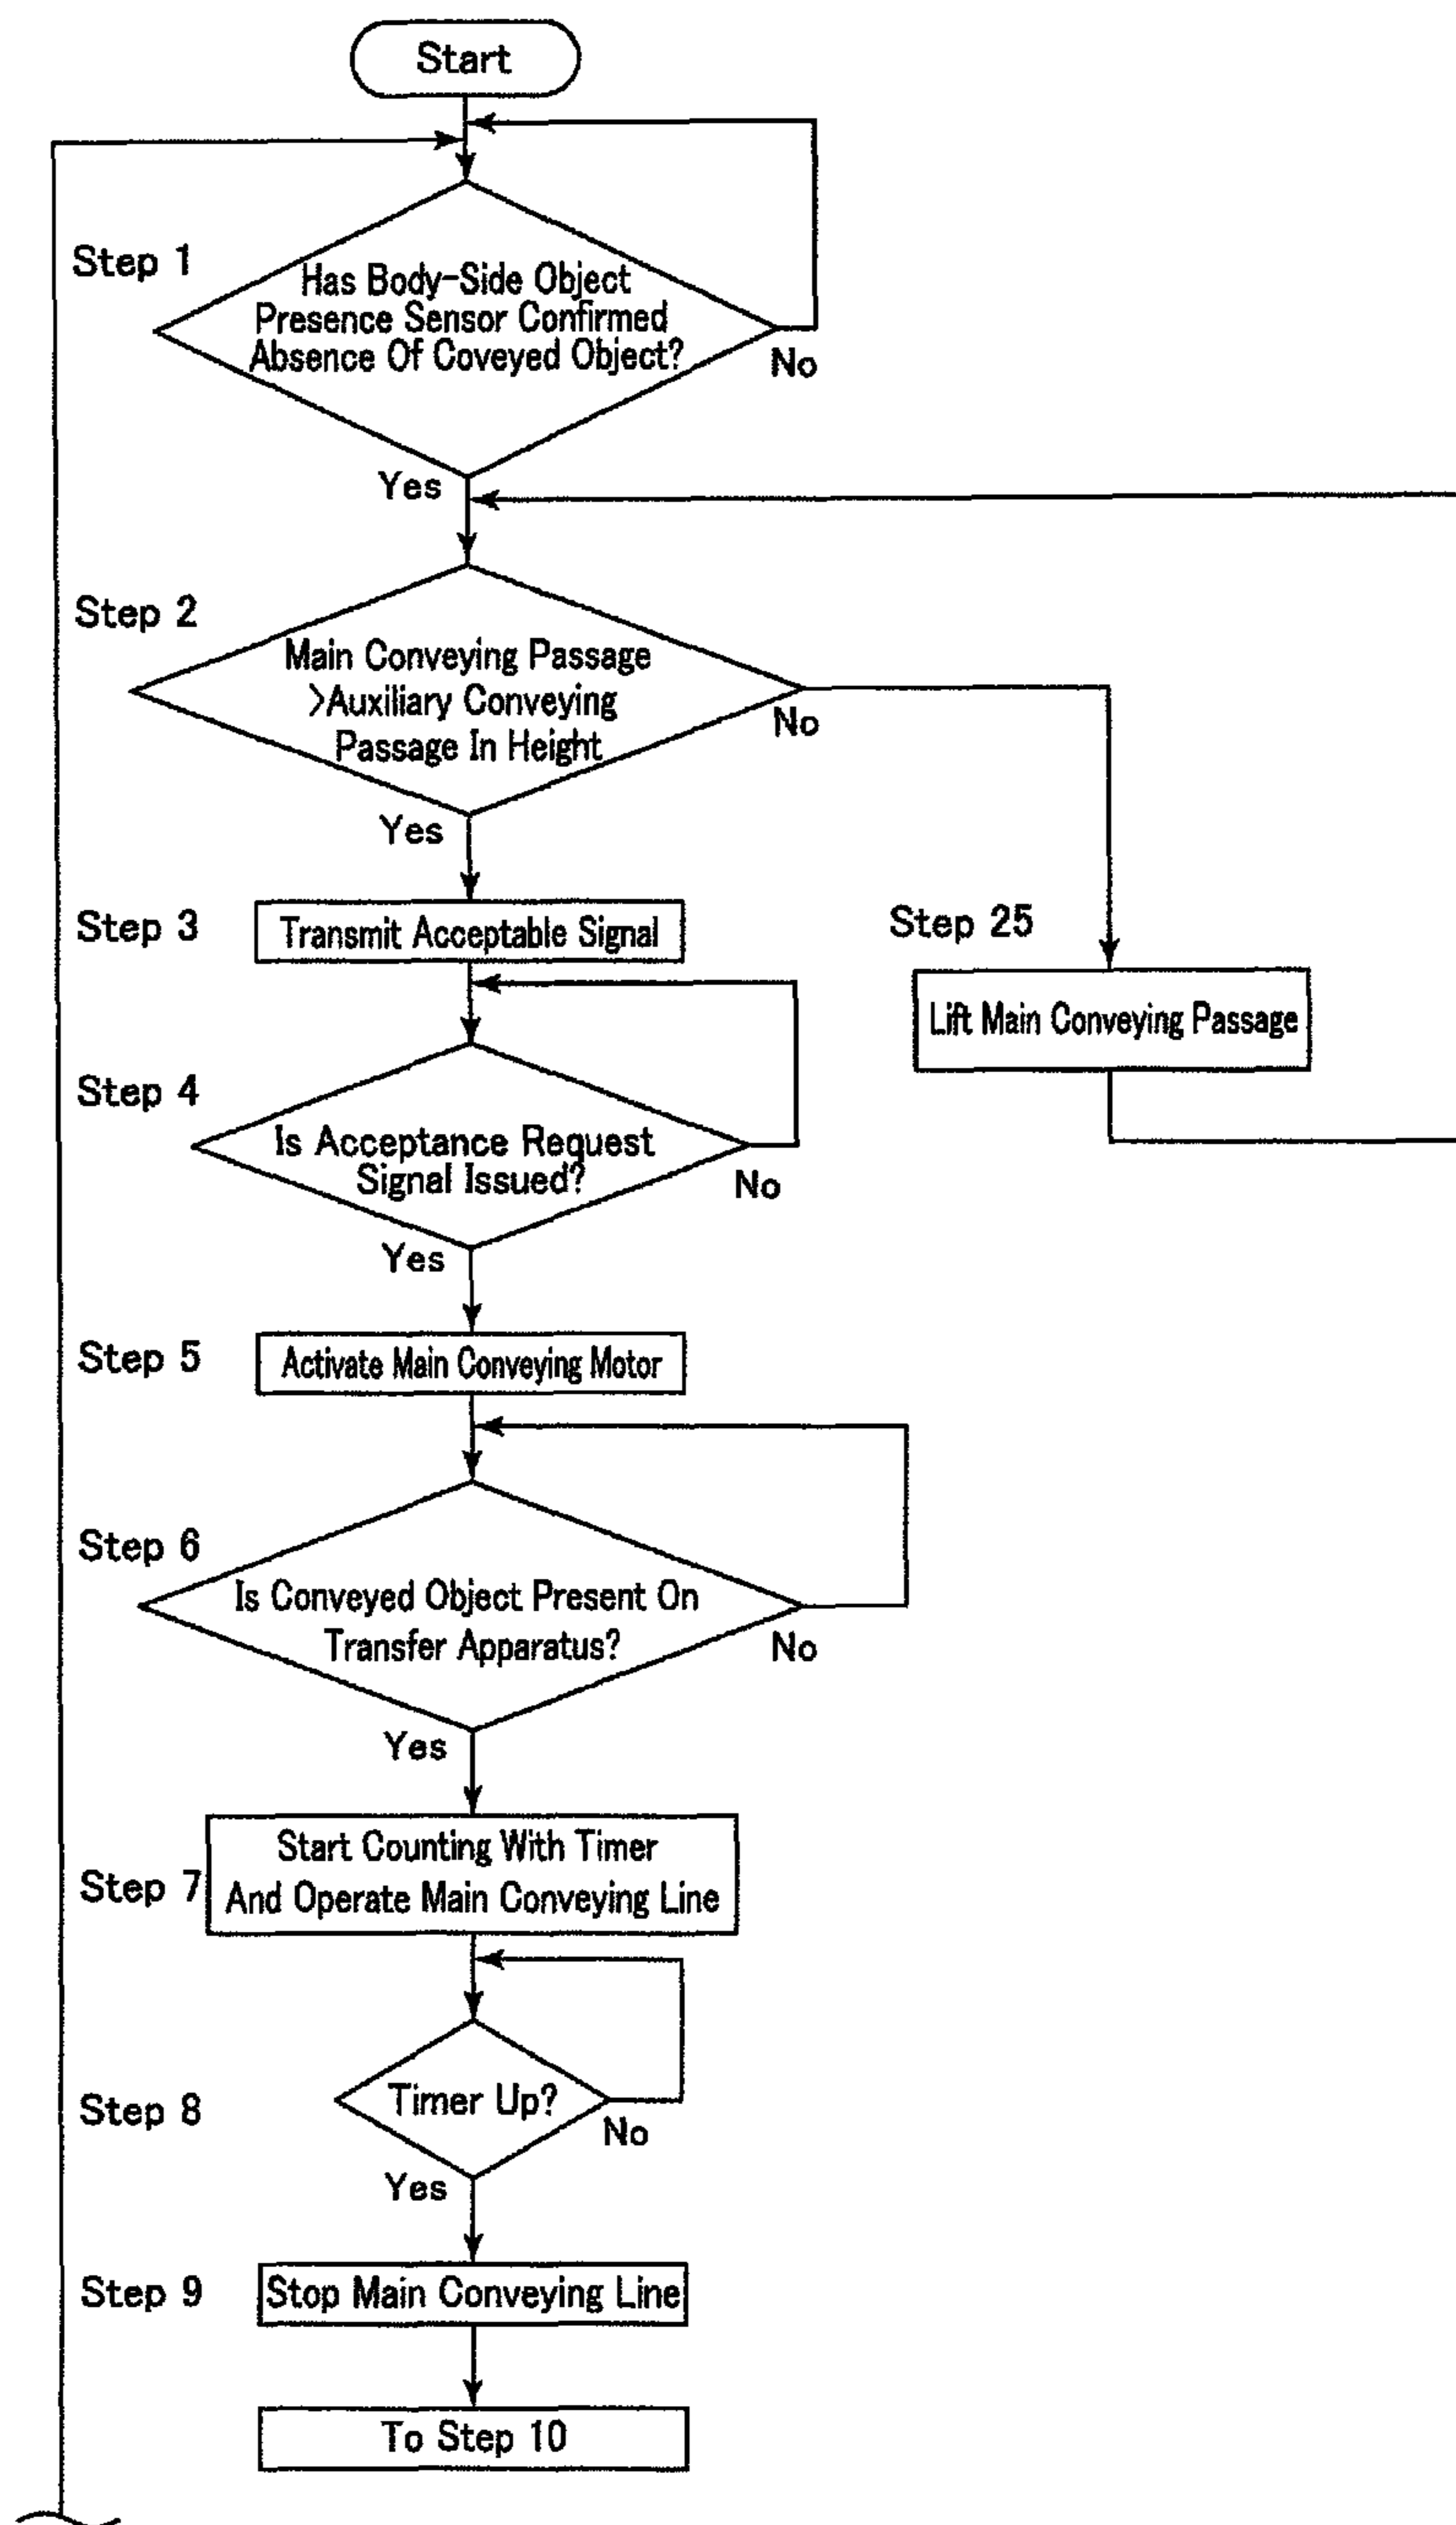 Start
Step 1
Has Body-Side Object
Presence Sensor Confirmed
Absence Of Coveyed Object?
No
Yes
Step 2
Main Conveying Passage
>Auxiliary Conveying
Passage In Height
No
Yes
Step 3
Transmit Acceptable Signal
Step 25
Lift Main Conveying Passage
Step 4
Is Acceptance Request
Signal Issued?
No
Yes
Step 5
Activate Main Conveying Motor
Step 6
Is Conveyed Object Present On
Transfer Apparatus?
No
Yes
Step 7
Start Counting With Timer
And Operate Main Conveying Line
Step 8
Timer Up?
No
Yes
Step 9
Stop Main Conveying Line
To Step 10